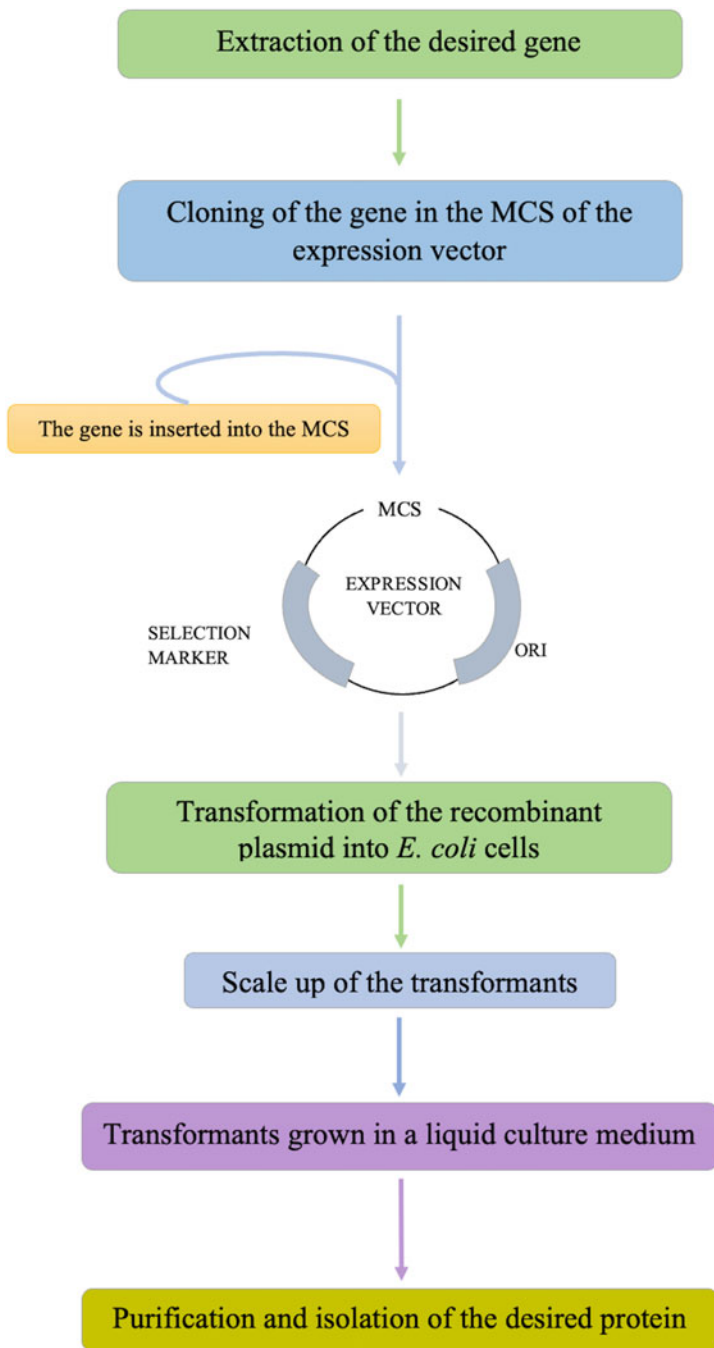 Extraction of the desired gene
Cloning of the gene in the MCS of the
expression vector
The gene is inserted into the MCS
MCS
EXPRESSION
VECTOR
SELECTION
MARKER
ORI
Transformation of the recombinant
plasmid into E. coli cells
Scale up of the transformants
Transformants grown in a liquid culture medium
Purification and isolation of the desired protein